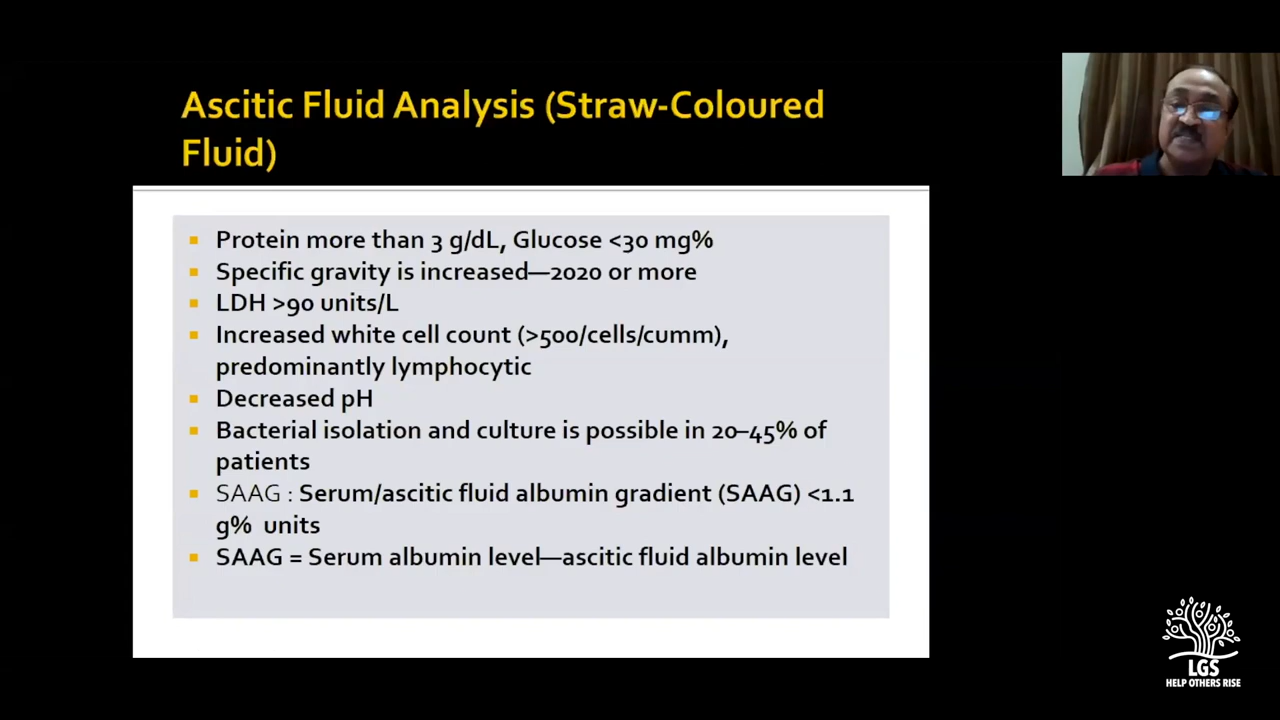 Ascitic Fluid Analysis (Straw-Coloured
Fluid)
Protein more than 3 g/dL, Glucose <30 mg%
Specific gravity is increased—2020 or more
LDH >90 units/L
Increased white cell count (>500/cells/cumm),
predominantly lymphocytic
Decreased pH
Bacterial isolation and culture is possible in 20–45% of
patients
SAAG : Serum/ascitic fluid albumin gradient (SAAG) <1.1
g% units
SAAG = Serum albumin level—ascitic fluid albumin level
LGS
HELP OTHERS RISE